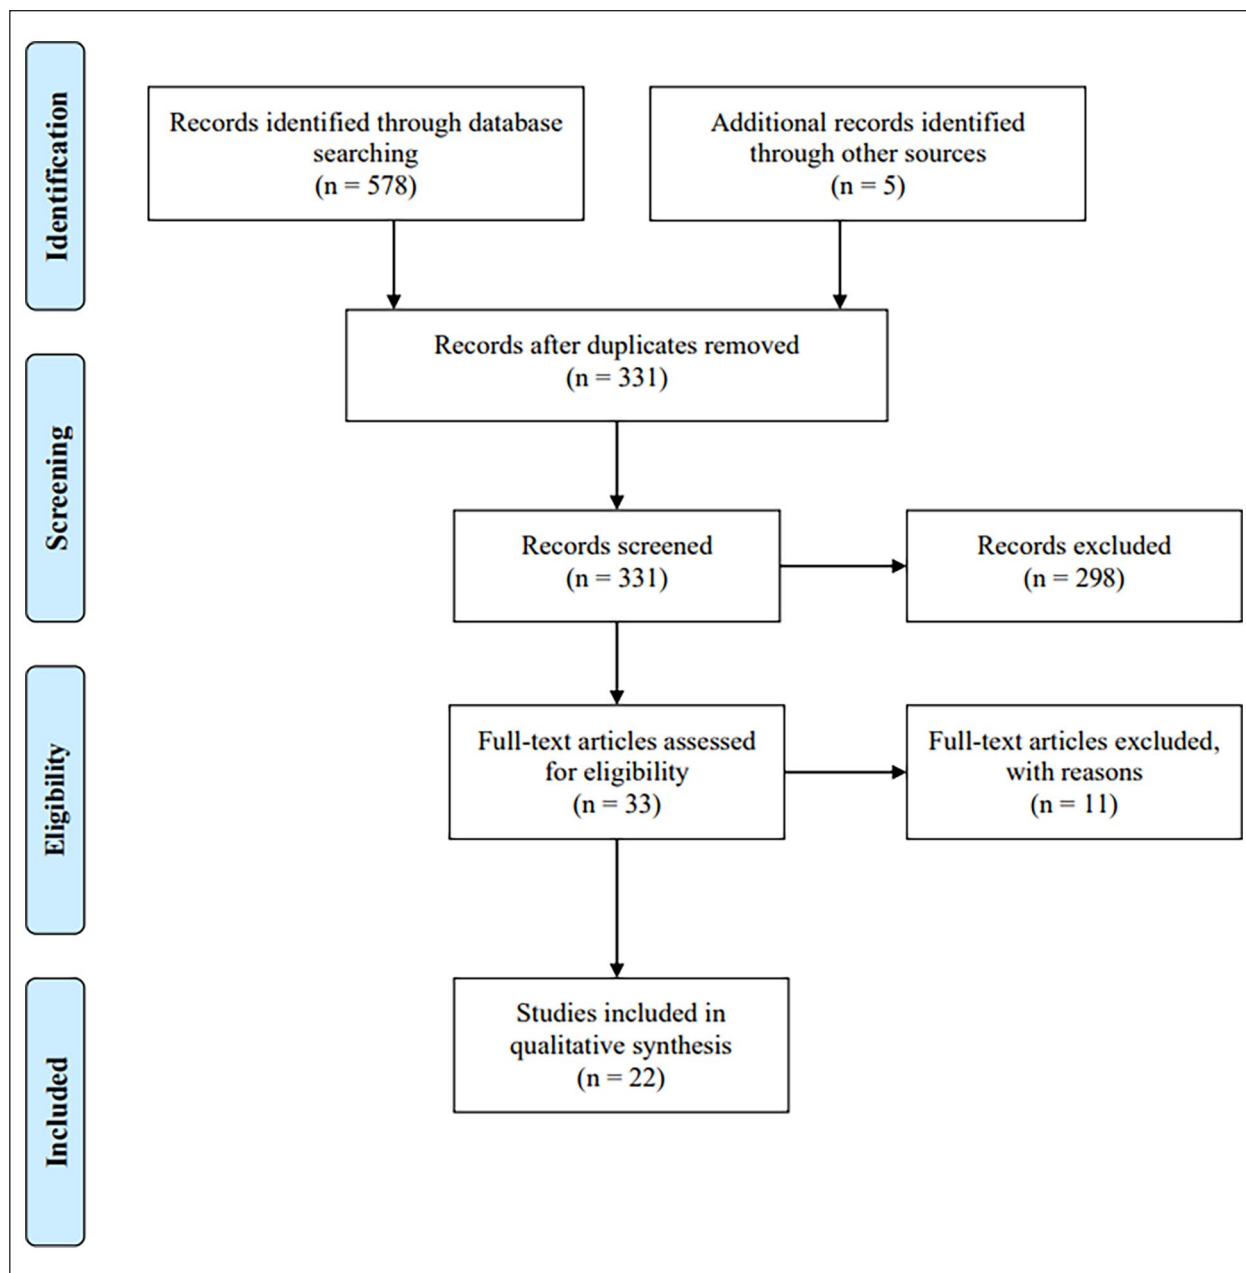 Identification
Records identified through database
searching
(n = 578)
Additional records identified
through other sources
(n = 5)
Records after duplicates removed
(n = 331)
Screening
Records screened
(n = 331)
Records excluded
(n = 298)
Eligibility
Full-text articles assessed
for eligibility
(n = 33)
Full-text articles excluded,
with reasons
(n = 11)
Included
Studies included in
qualitative synthesis
(n = 22)